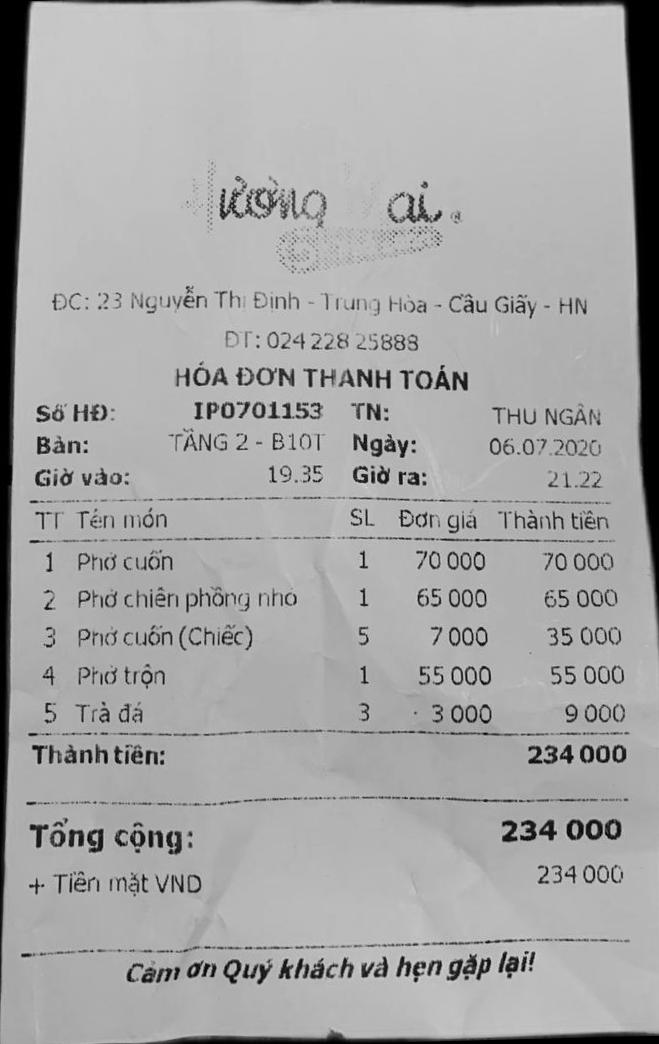 ĐC: 23 Nguyễn Thị Định - Trung Hòa - Cầu Giấy - HN
ĐT: 024 228 25888
HÓA ĐƠN THANH TOÁN
Số HĐ: IP0701153 TN: THU NGÂN
Bàn: TẦNG 2 - B10T Ngày: 06.07.2020
Giờ vào: 19.35 Giờ ra: 21.22
TT Tên món SL Đơn giá Thành tiền
1 Phở cuốn 1 70 000 70 000
2 Phở chiên phồng nhỏ 1 65 000 65 000
3 Phở cuốn (Chiếc) 5 7 000 35 000
4 Phở trộn 1 55 000 55 000
5 Trà đá 3 3 000 9 000
Thành tiền: 234 000
Tổng cộng: 234 000
+ Tiền mặt VND 234 000
Cảm ơn Quý khách và hẹn gặp lại!